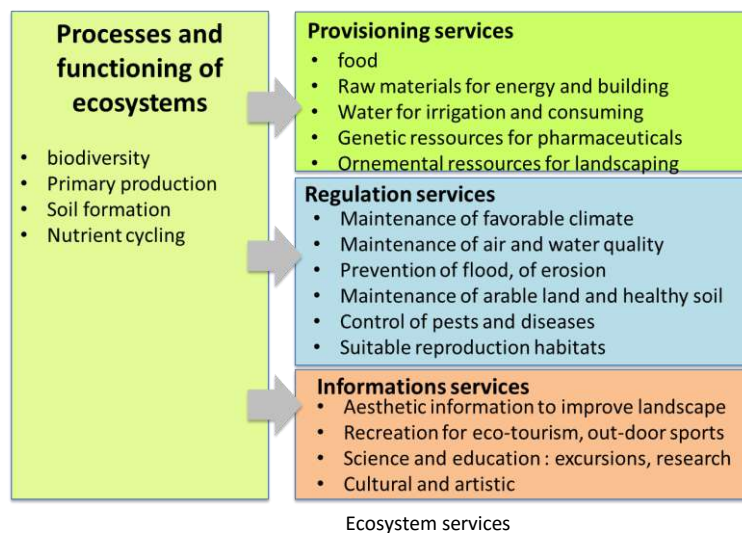 Processes and
functioning of
ecosystems
• biodiversity
• Primary production
• Soil formation
• Nutrient cycling
Provisioning services
• food
• Raw materials for energy and building
• Water for irrigation and consuming
• Genetic ressources for pharmaceuticals
• Ornemental ressources for landscaping
Regulation services
• Maintenance of favorable climate
• Maintenance of air and water quality
• Prevention of flood, of erosion
• Maintenance of arable land and healthy soil
• Control of pests and diseases
• Suitable reproduction habitats
Informations services
• Aesthetic information to improve landscape
• Recreation for eco-tourism, out-door sports
• Science and education : excursions, research
• Cultural and artistic
Ecosystem services